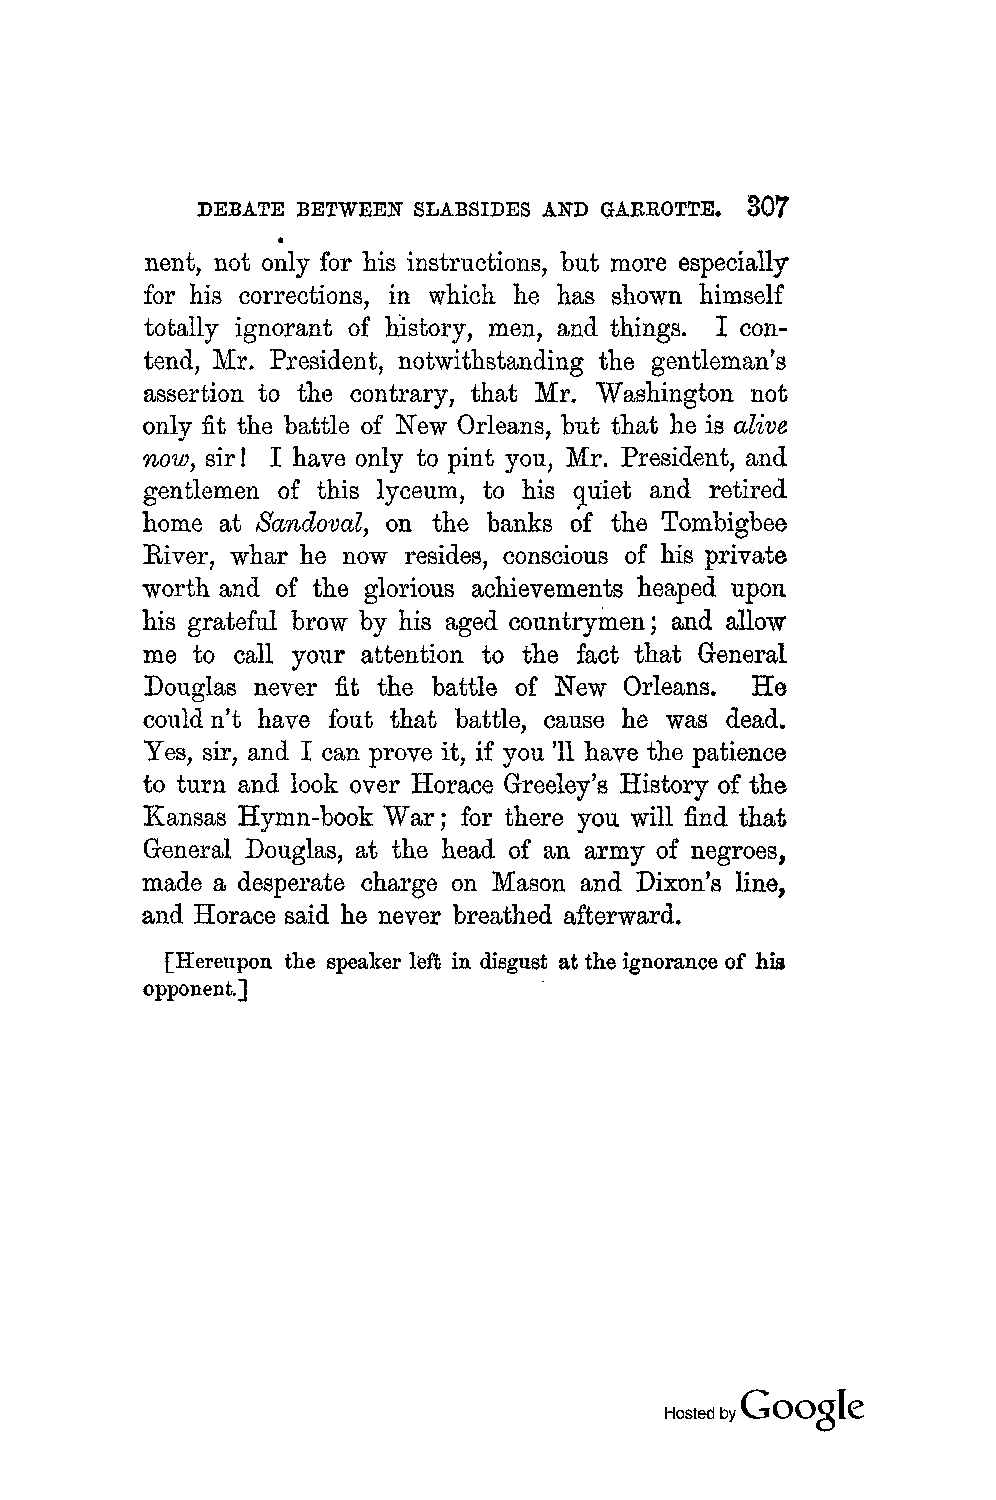 DEBATE BETWEEN SLABSIDES AND GARROTTE. 307
nent, not only for his instructions, but more especially
for his corrections, in which he has shown himself
totally ignorant of history, men, and things. I con-
tend, Mr. President, notwithstanding the gentleman's
assertion to the contrary, that Mr. Washington not
only fit the battle of New Orleans, but that he is alive
now, sir! I have only to pint you, Mr. President, and
gentlemen of this lyceum, to his quiet and retired
home at Sandoval, on the banks of the Tombigbee
River, whar he now resides, conscious of his private
worth and of the glorious achievements heaped upon
his grateful brow by his aged countrymen; and allow
me to call your attention to the fact that General
Douglas never fit the battle of New Orleans. He
could n't have fout that battle, cause he was dead.
Yes, sir, and I can prove it, if you 'll have the patience
to turn and look over Horace Greeley's History of the
Kansas Hymn-book War; for there you will find that
General Douglas, at the head of an army of negroes,
made a desperate charge on Mason and Dixon's line,
and Horace said he never breathed afterward.
[Hereupon the speaker left in disgust at the ignorance of his
opponent.]
Hosted by Google